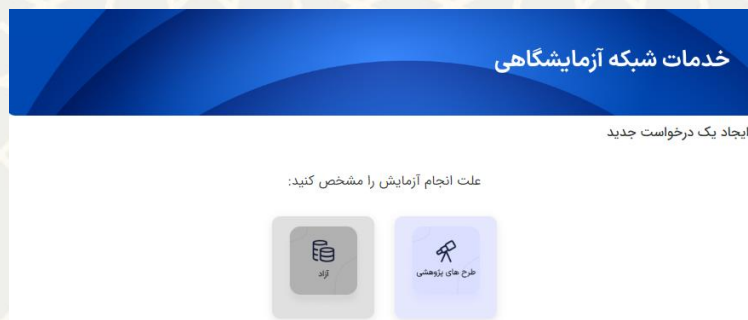 خدمات شبکه آزمایشگاهی
ایجاد یک درخواست جدید
علت انجام آزمایش را مشخص کنید:
طرح های پژوهشی
آزاد